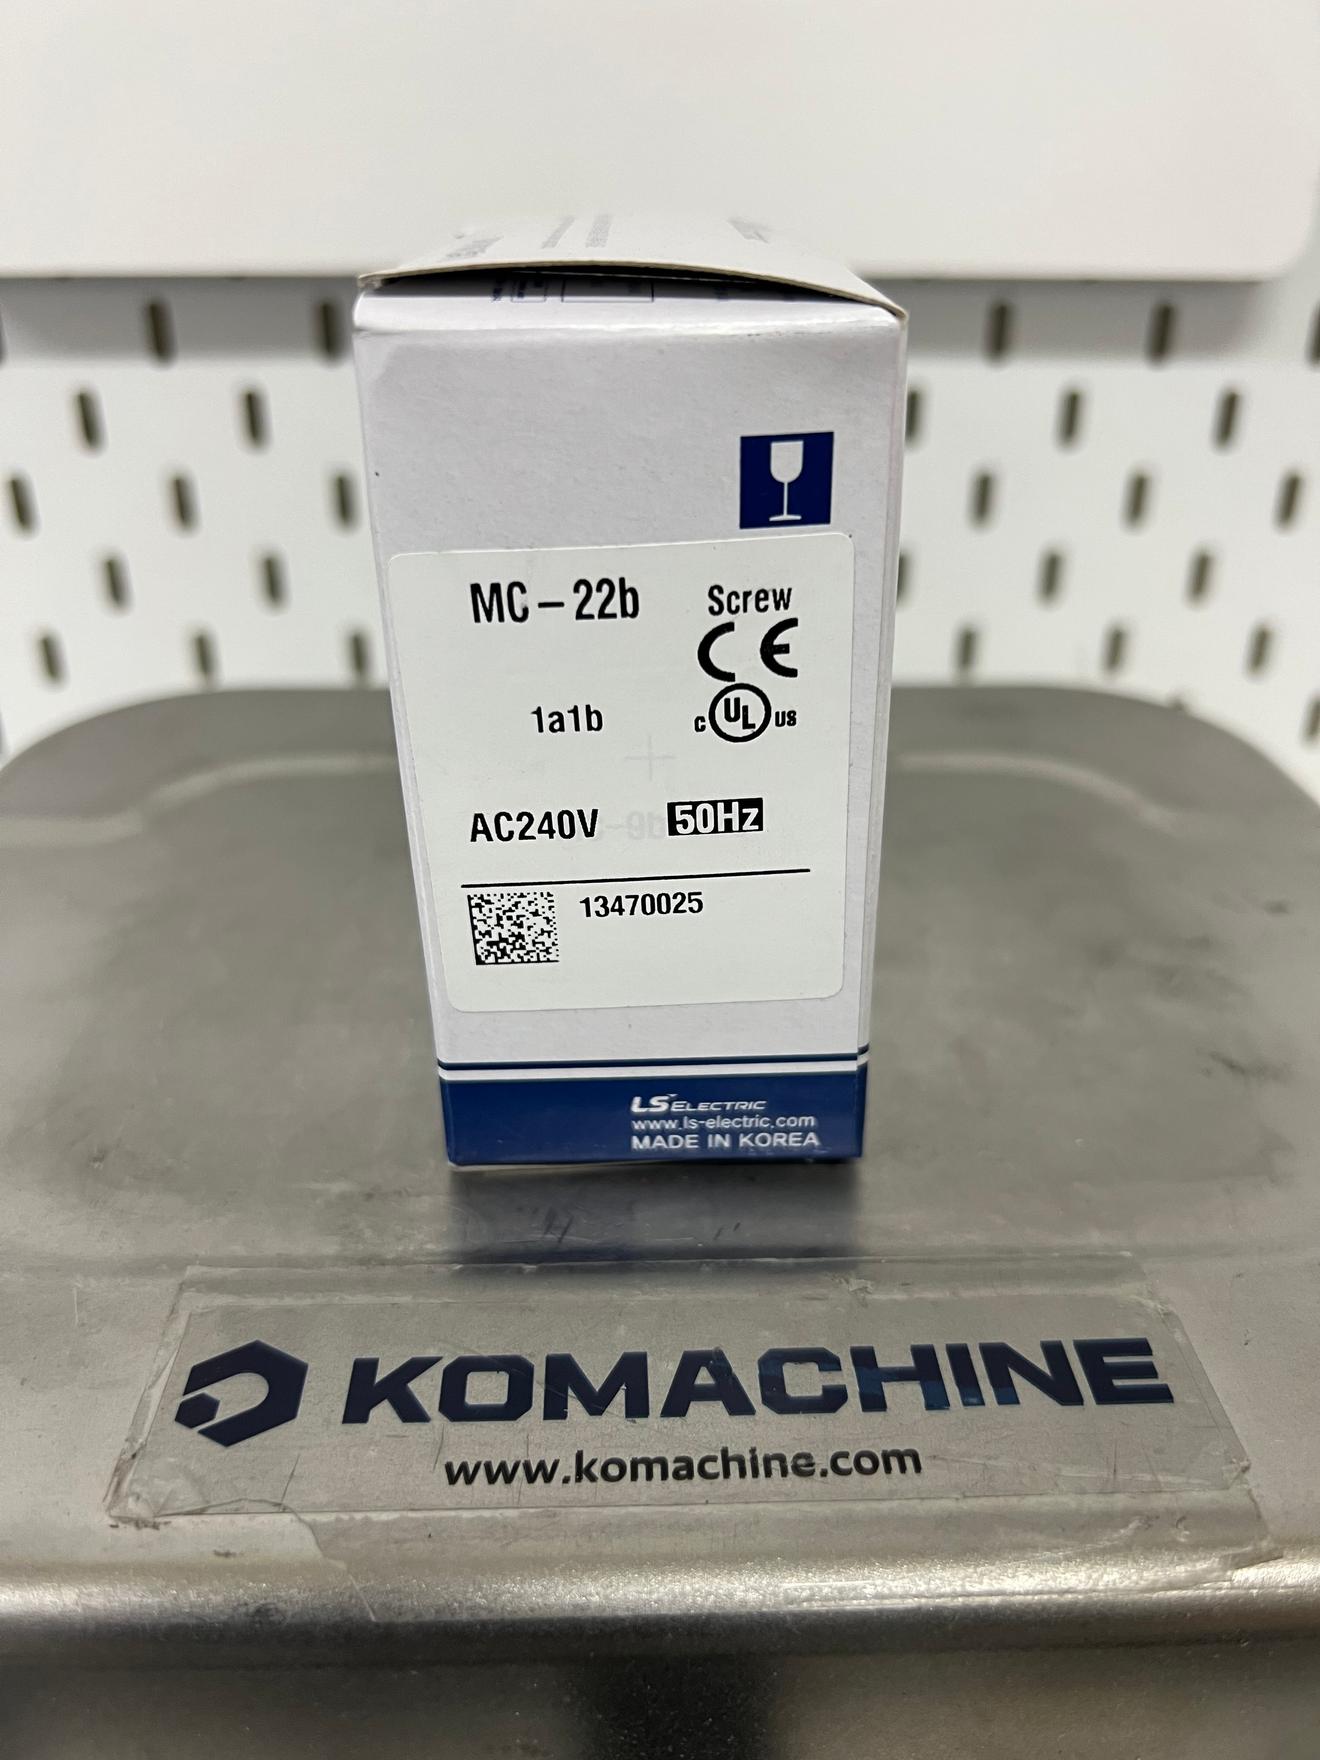 MC-22b
Screw
CE
1a1b
c UL us
AC240V 50Hz
13470025
LS ELECTRIC
www.ls-electric.com
MADE IN KOREA
KOMACHINE
www.komachine.com